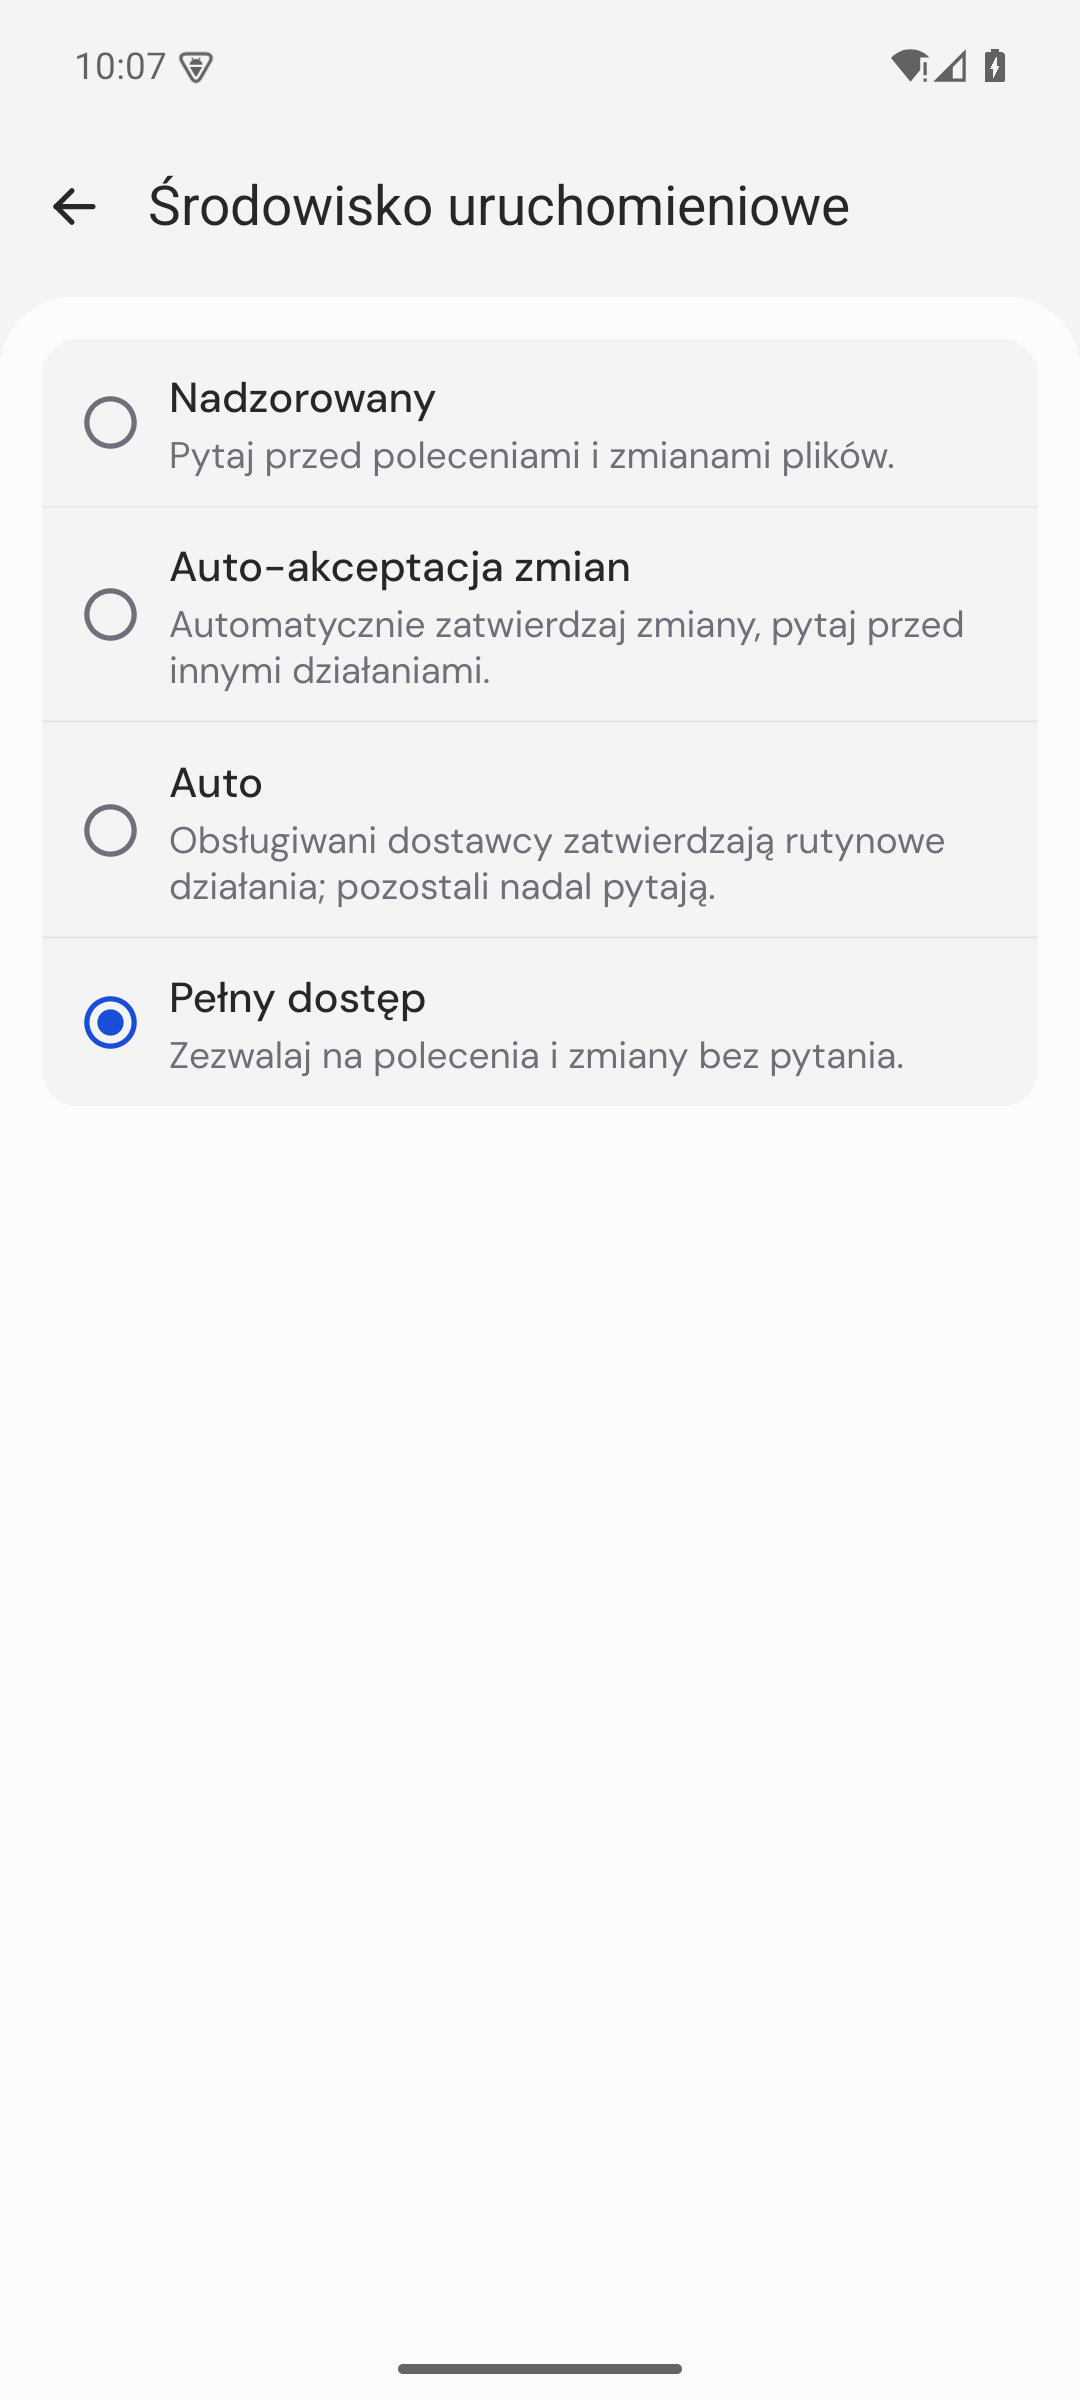 10:07
Środowisko uruchomieniowe
Nadzorowany
Pytaj przed poleceniami i zmianami plików.
Auto-akceptacja zmian
Automatycznie zatwierdzaj zmiany, pytaj przed
innymi działaniami.
Auto
Obsługiwani dostawcy zatwierdzają rutynowe
działania; pozostali nadal pytają.
Pełny dostęp
Zezwalaj na polecenia i zmiany bez pytania.